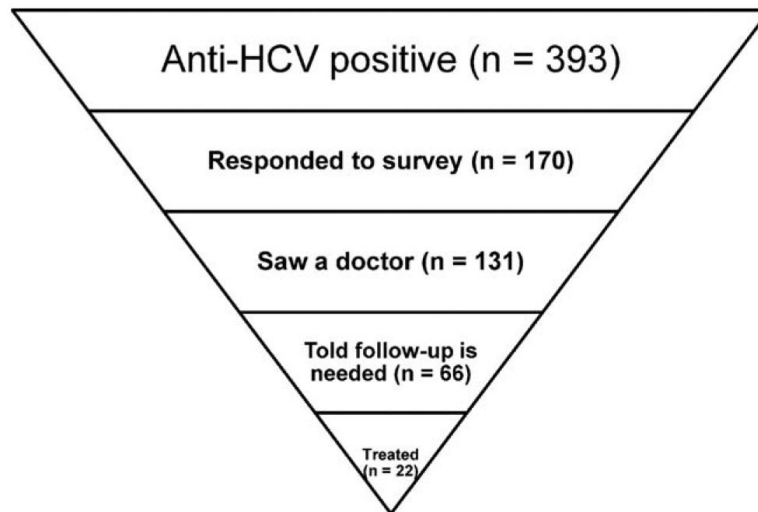 Anti-HCV positive (n = 393)
Responded to survey (n = 170)
Saw a doctor (n = 131)
Told follow-up is
needed (n = 66)
Treated
(n = 22)